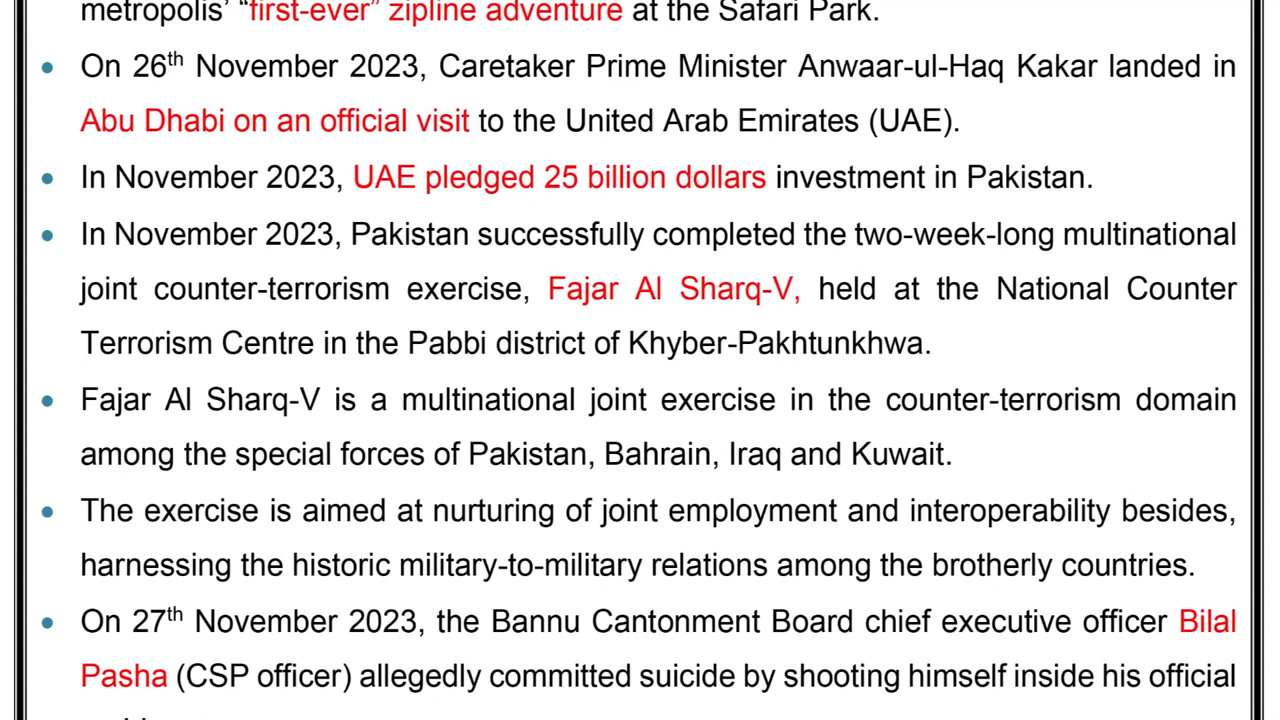 metropolis’ “first-ever” zipline adventure at the Safari Park.
On 26th November 2023, Caretaker Prime Minister Anwaar-ul-Haq Kakar landed in
Abu Dhabi on an official visit to the United Arab Emirates (UAE).
In November 2023, UAE pledged 25 billion dollars investment in Pakistan.
In November 2023, Pakistan successfully completed the two-week-long multinational
joint counter-terrorism exercise, Fajar Al Sharq-V, held at the National Counter
Terrorism Centre in the Pabbi district of Khyber-Pakhtunkhwa.
Fajar Al Sharq-V is a multinational joint exercise in the counter-terrorism domain
among the special forces of Pakistan, Bahrain, Iraq and Kuwait.
The exercise is aimed at nurturing of joint employment and interoperability besides,
harnessing the historic military-to-military relations among the brotherly countries.
On 27th November 2023, the Bannu Cantonment Board chief executive officer Bilal
Pasha (CSP officer) allegedly committed suicide by shooting himself inside his official